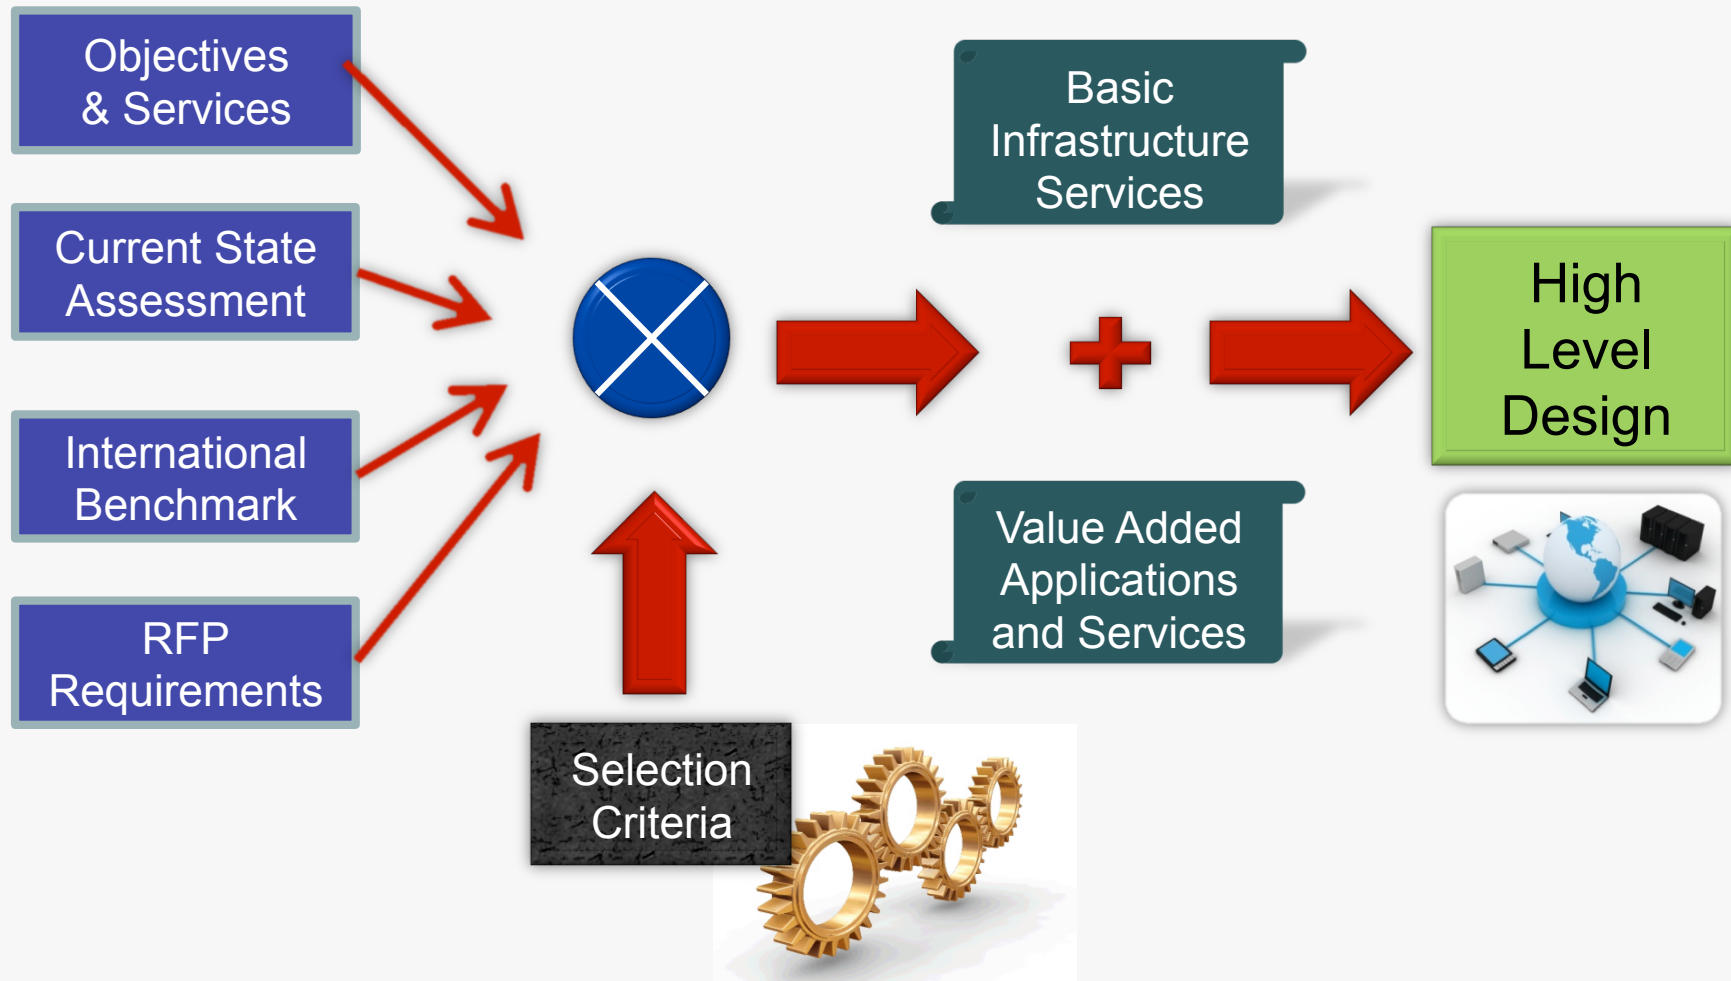 Objectives
& Services
Current State
Assessment
International
Benchmark
RFP
Requirements
Selection
Criteria
Basic
Infrastructure
Services
Value Added
Applications
and Services
High
Level
Design